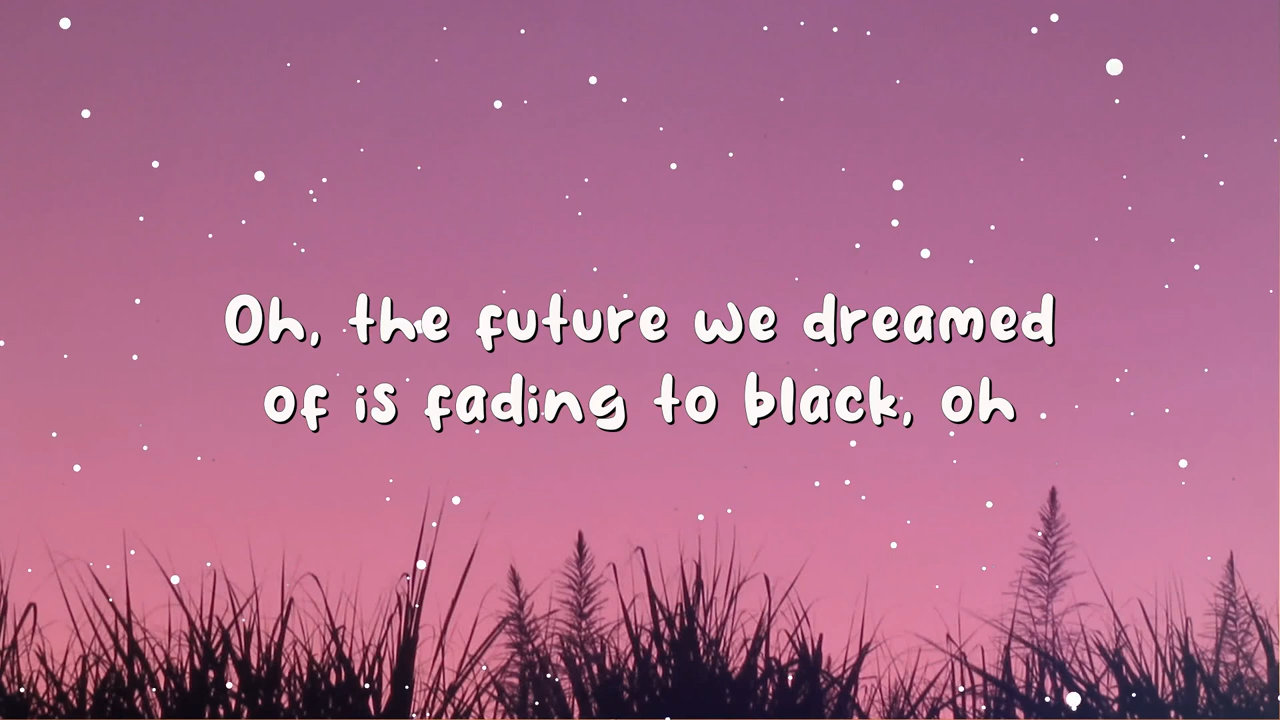 Oh, the future we dreamed
of is fading to black, oh